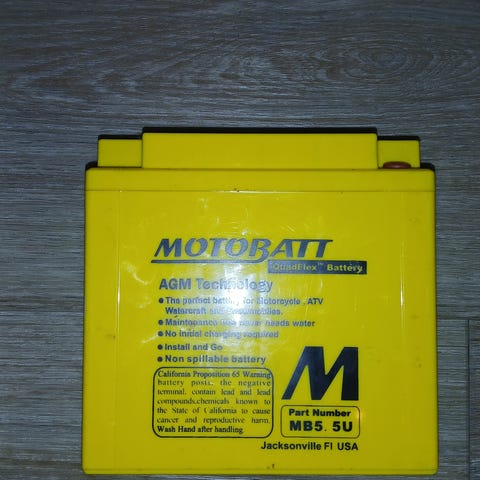 MOTOBATT
QuadFlex™ Battery
AGM Technology
● The perfect battery for Motorcycle , ATV
Watercraft and Snowmobiles.
● Maintenance free never needs water
● No initial charging required
● Install and Go
● Non spillable battery
California Proposition 65 Warning
battery posts, the negative
terminal, contain lead and lead
compounds,chemicals known to
the State of California to cause
cancer and reproductive harm.
Wash Hand after handling.
M
Part Number
MB5. 5U
Jacksonville Fl USA